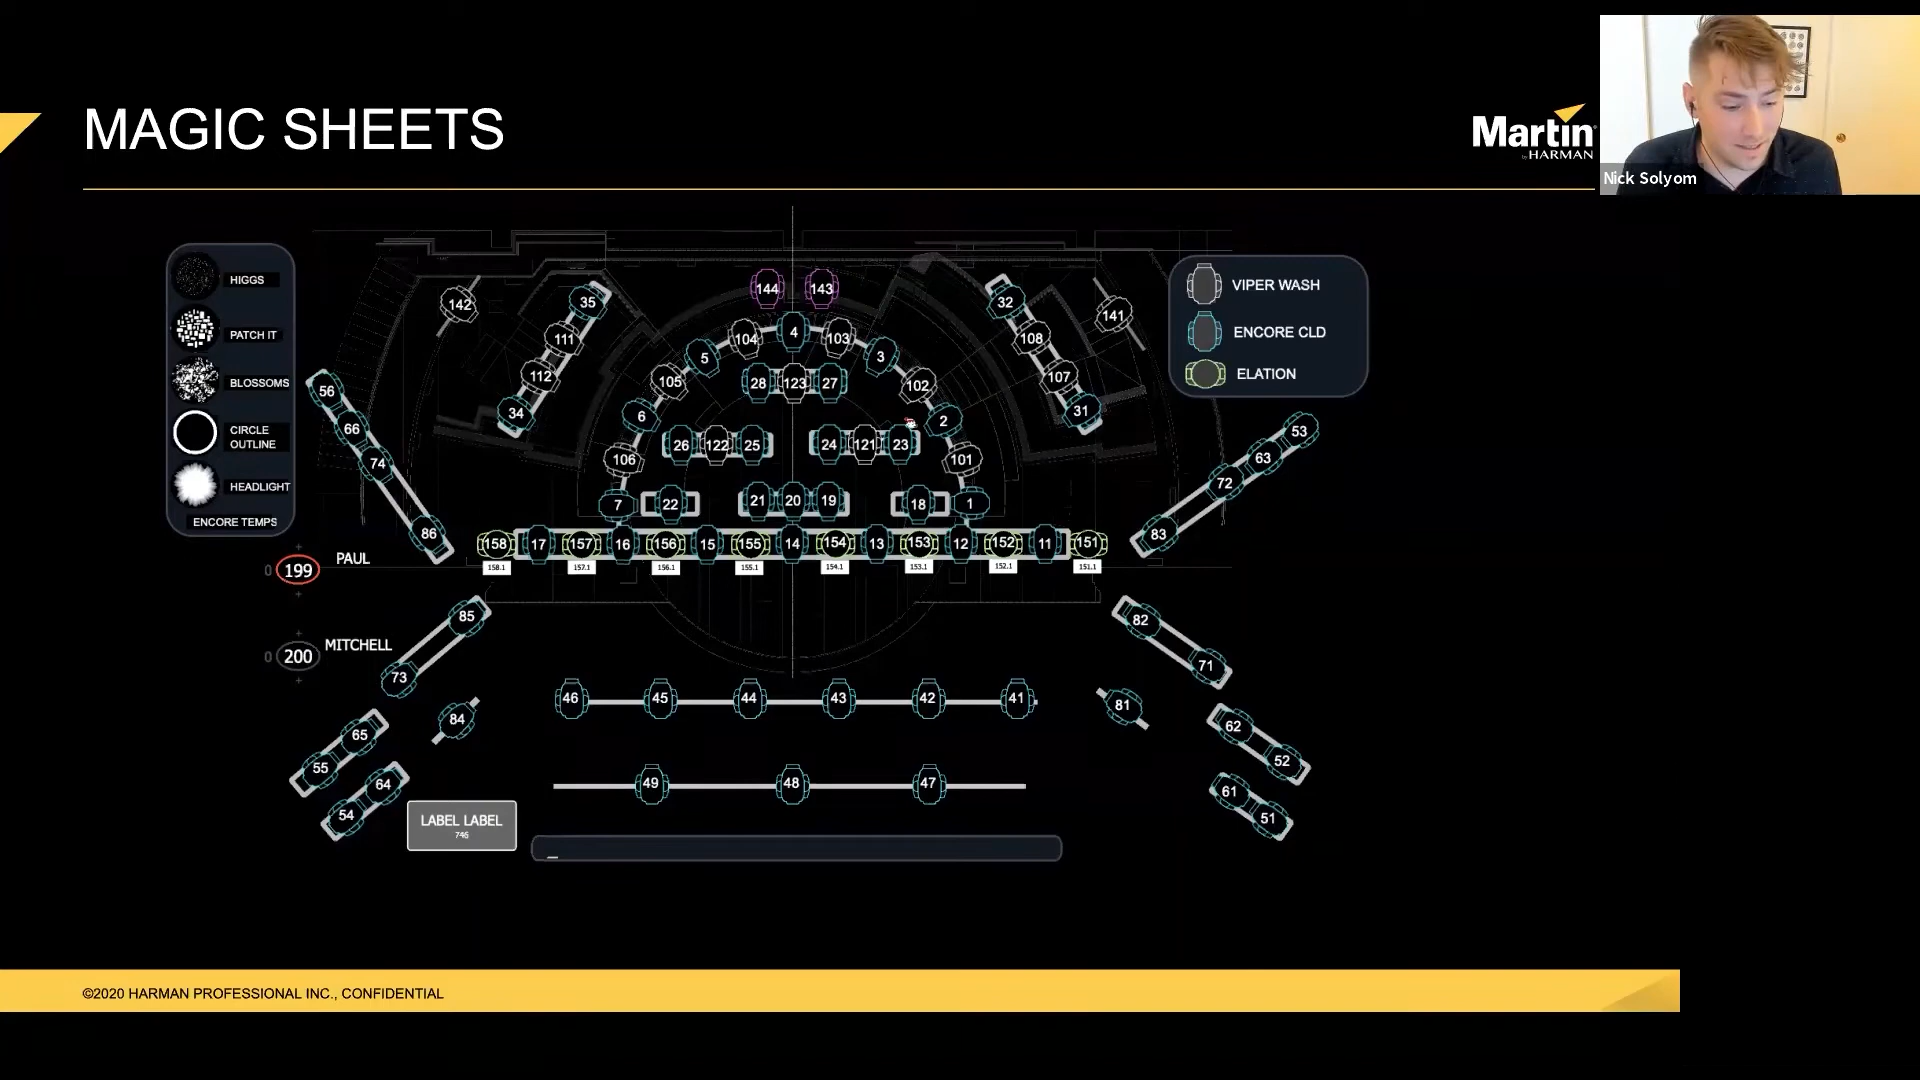 MAGIC SHEETS
Martin
by HARMAN
Nick Solyom
HIGGS
PATCH IT
BLOSSOMS
CIRCLE
OUTLINE
HEADLIGHT
ENCORE TEMPS
VIPER WASH
ENCORE CLD
ELATION
144 143
142 35 32 141
111 104 4 103 108
5 3
112 105 28 123 27 102 107
56 34 6 2 31
66 26 122 25 24 121 23 53
74 106 101 63
72
7 22 21 20 19 18 1
86 83
158 17 157 16 156 15 155 14 154 13 153 12 152 11 151
158.1 157.1 156.1 155.1 154.1 153.1 152.1 151.1
PAUL
0 199
85 82
MITCHELL
0 200
73 71
46 45 44 43 42 41
84 81
65 62
55 52
49 48 47
64 61
54 51
LABEL LABEL
746
©2020 HARMAN PROFESSIONAL INC., CONFIDENTIAL